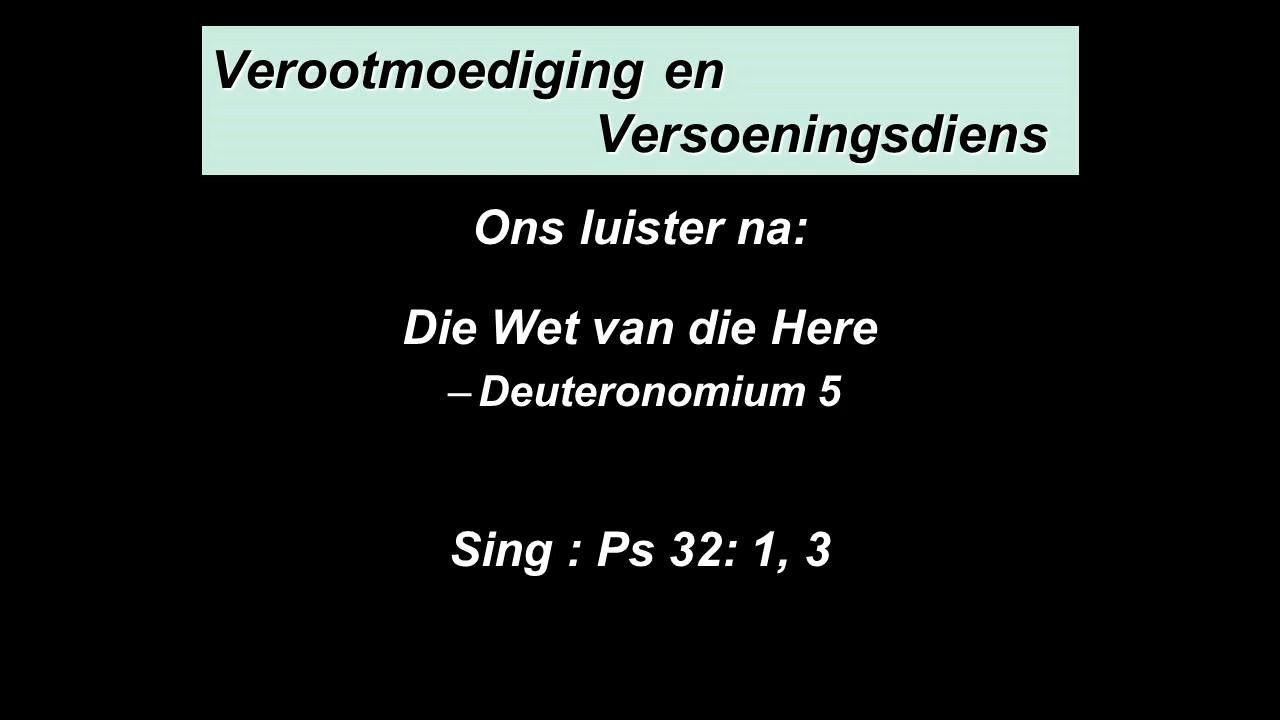 Verootmoediging en
Versoeningsdiens
Ons luister na:
Die Wet van die Here
– Deuteronomium 5
Sing : Ps 32: 1, 3